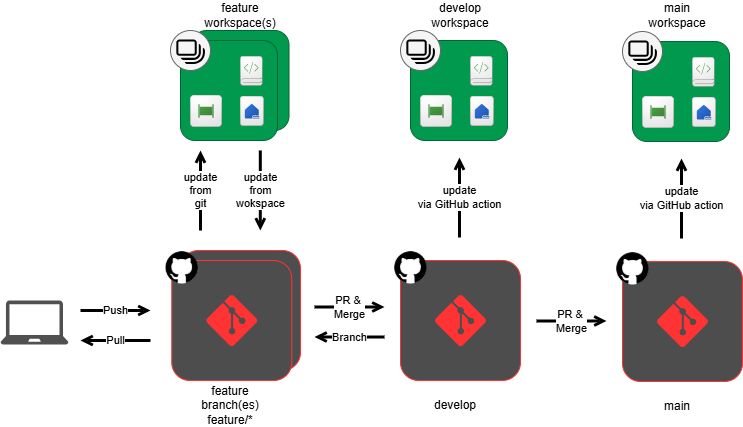 feature
workspace(s)
develop
workspace
main
workspace
update
from
git
update
from
wokspace
update
via GitHub action
update
via GitHub action
Push
Pull
PR &
Merge
Branch
PR &
Merge
feature
branch(es)
feature/*
develop
main